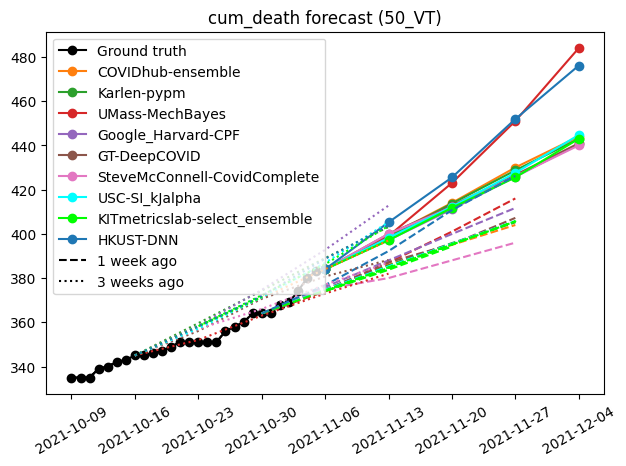 cum_death forecast (50_VT)
480
460
440
420
400
380
360
340
Ground truth
COVIDhub-ensemble
Karlen-pypm
UMass-MechBayes
Google_Harvard-CPF
GT-DeepCOVID
SteveMcConnell-CovidComplete
USC-SI_kJalpha
KITmetricslab-select_ensemble
HKUST-DNN
1 week ago
3 weeks ago
2021-10-09
2021-10-16
2021-10-23
2021-10-30
2021-11-06
2021-11-13
2021-11-20
2021-11-27
2021-12-04